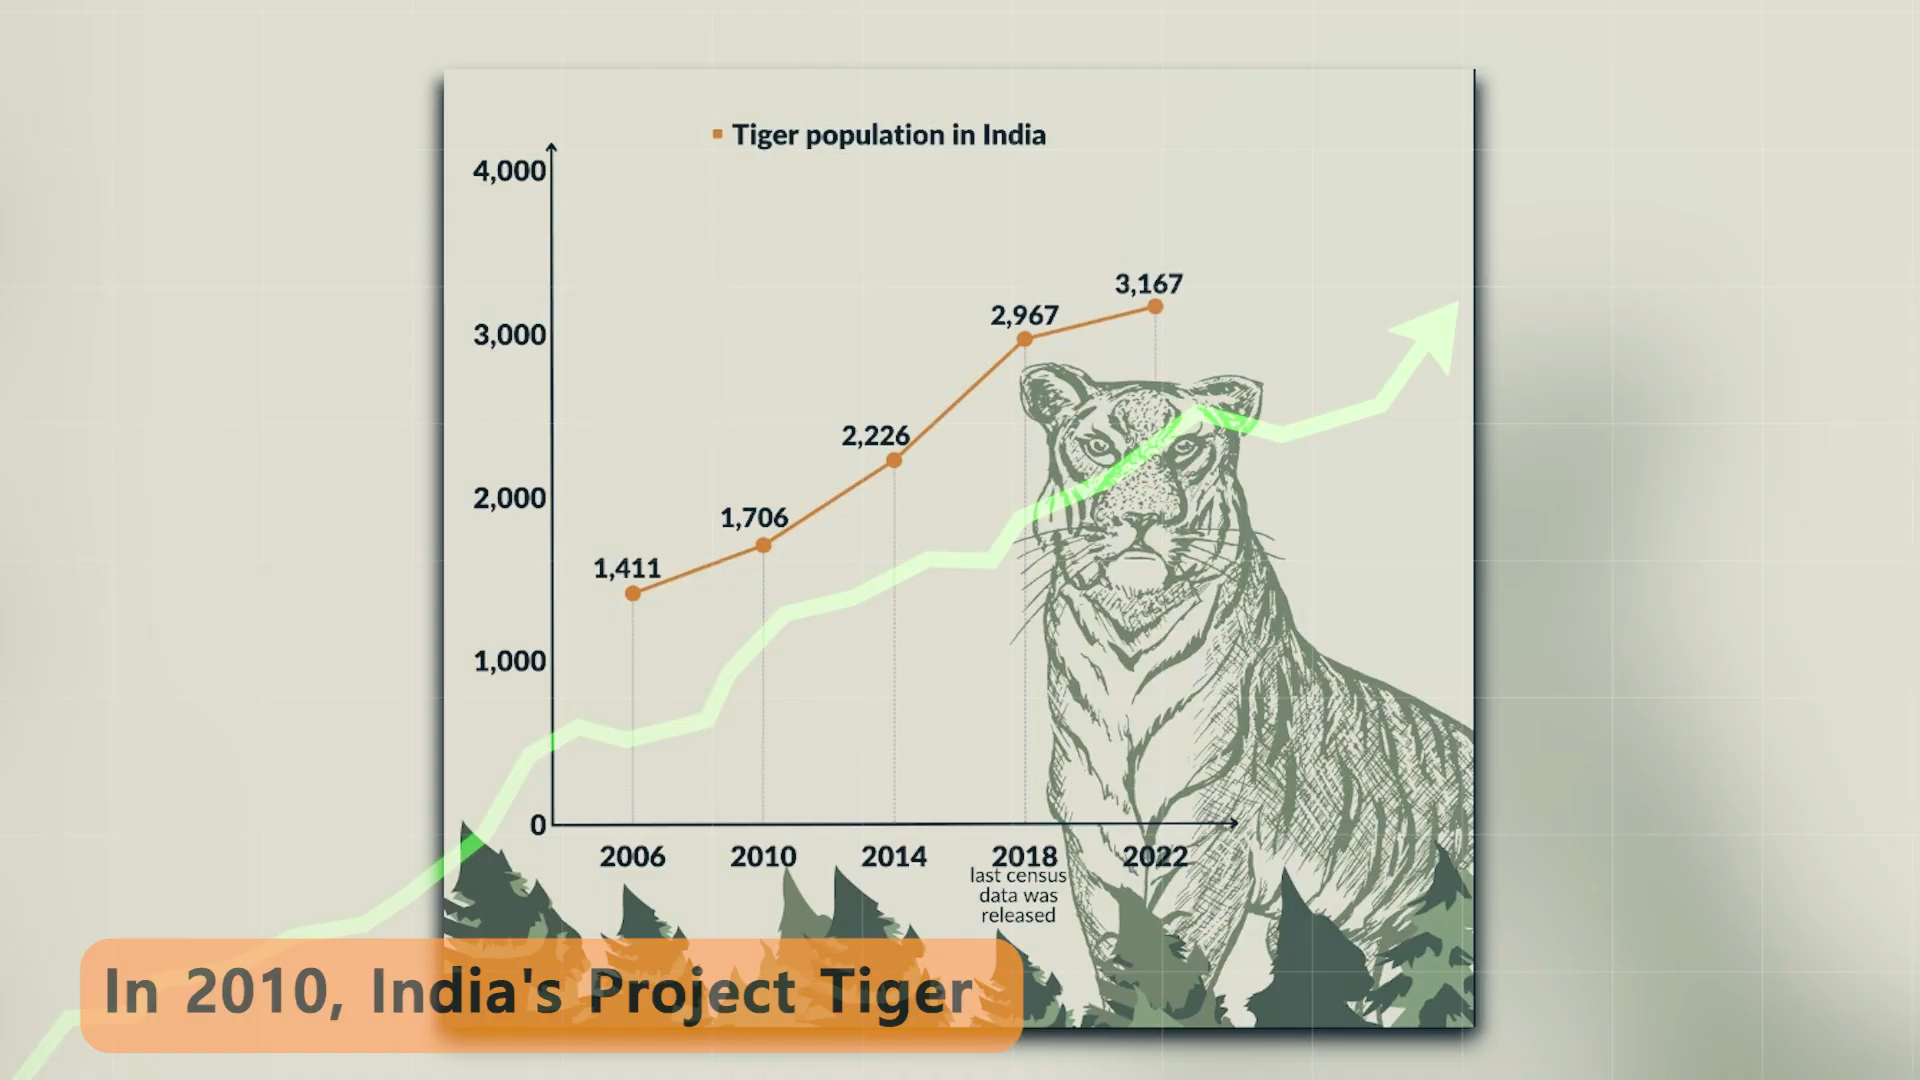 Tiger population in India
4,000
3,000
2,000
1,000
0
1,411
1,706
2,226
2,967
3,167
2006 2010 2014 2018 2022
last census
data was
released
In 2010, India's Project Tiger